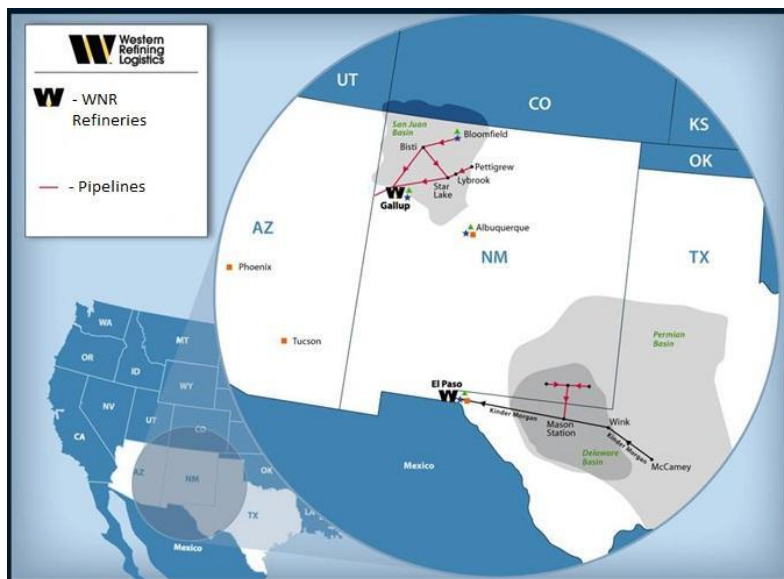 Western
Refining
Logistics
- WNR
Refineries
- Pipelines
UT
CO
KS
OK
San Juan
Basin
Bloomfield
Bisti
Pettigrew
Lybrook
Star
Lake
Gallup
AZ
Albuquerque
NM
TX
Phoenix
Tucson
Permian
Basin
El Paso
Kinder Morgan
Mason
Station
Wink
Kinder Morgan
Delaware
Basin
McCamey
Mexico
WA
MT
OR
ID
WY
NV
UT
CO
CA
AZ
NM
OK
TX
LA
Mexico